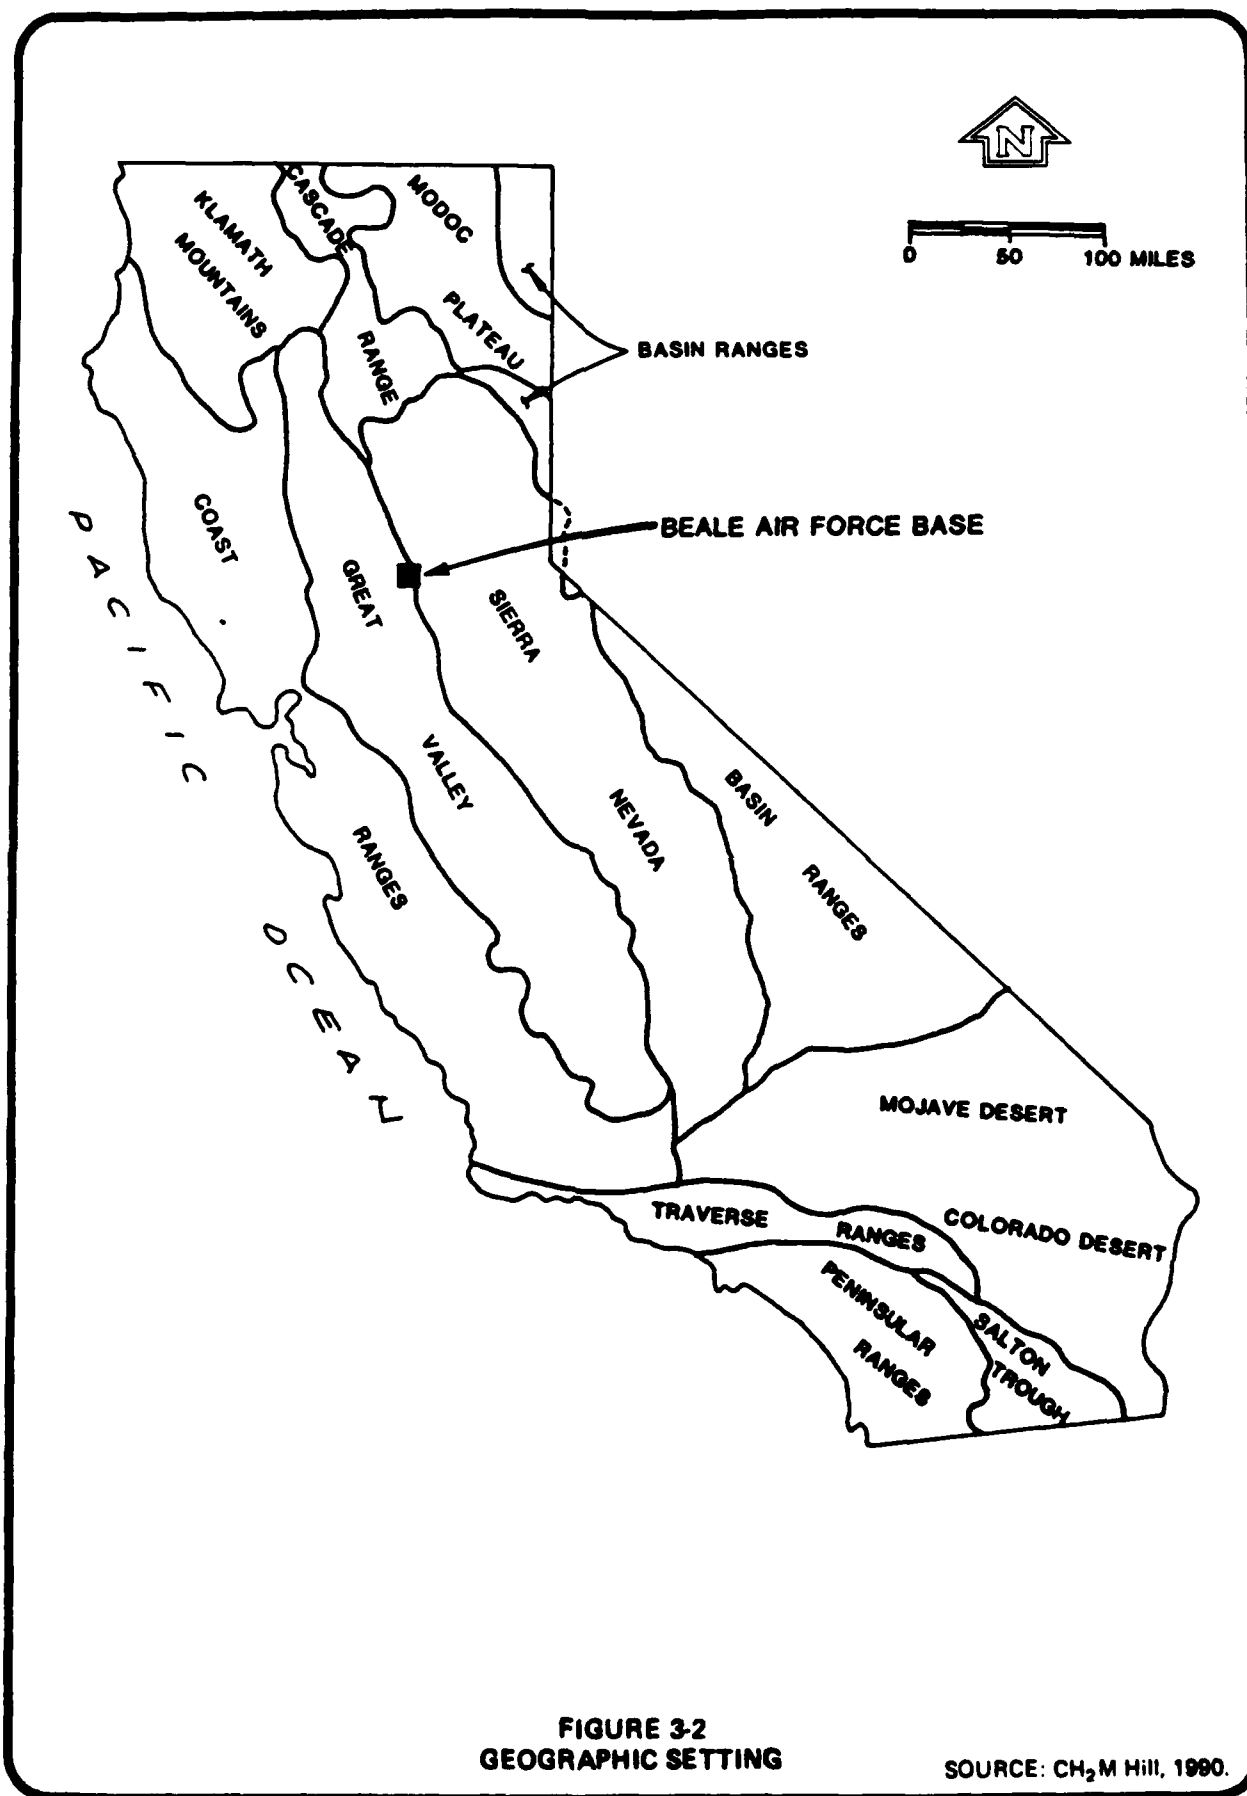 N
0 50 100 MILES
KLAMATH
MOUNTAINS
CASCADE
RANGE
MODOC
PLATEAU
BASIN RANGES
BEALE AIR FORCE BASE
COAST
RANGES
GREAT
VALLEY
SIERRA
NEVADA
BASIN
RANGES
PACIFIC
OCEAN
MOJAVE DESERT
COLORADO DESERT
TRAVERSE RANGES
PENINSULAR
RANGES
SALTON
TROUGH
FIGURE 3-2
GEOGRAPHIC SETTING
SOURCE: CH₂M Hill, 1990.